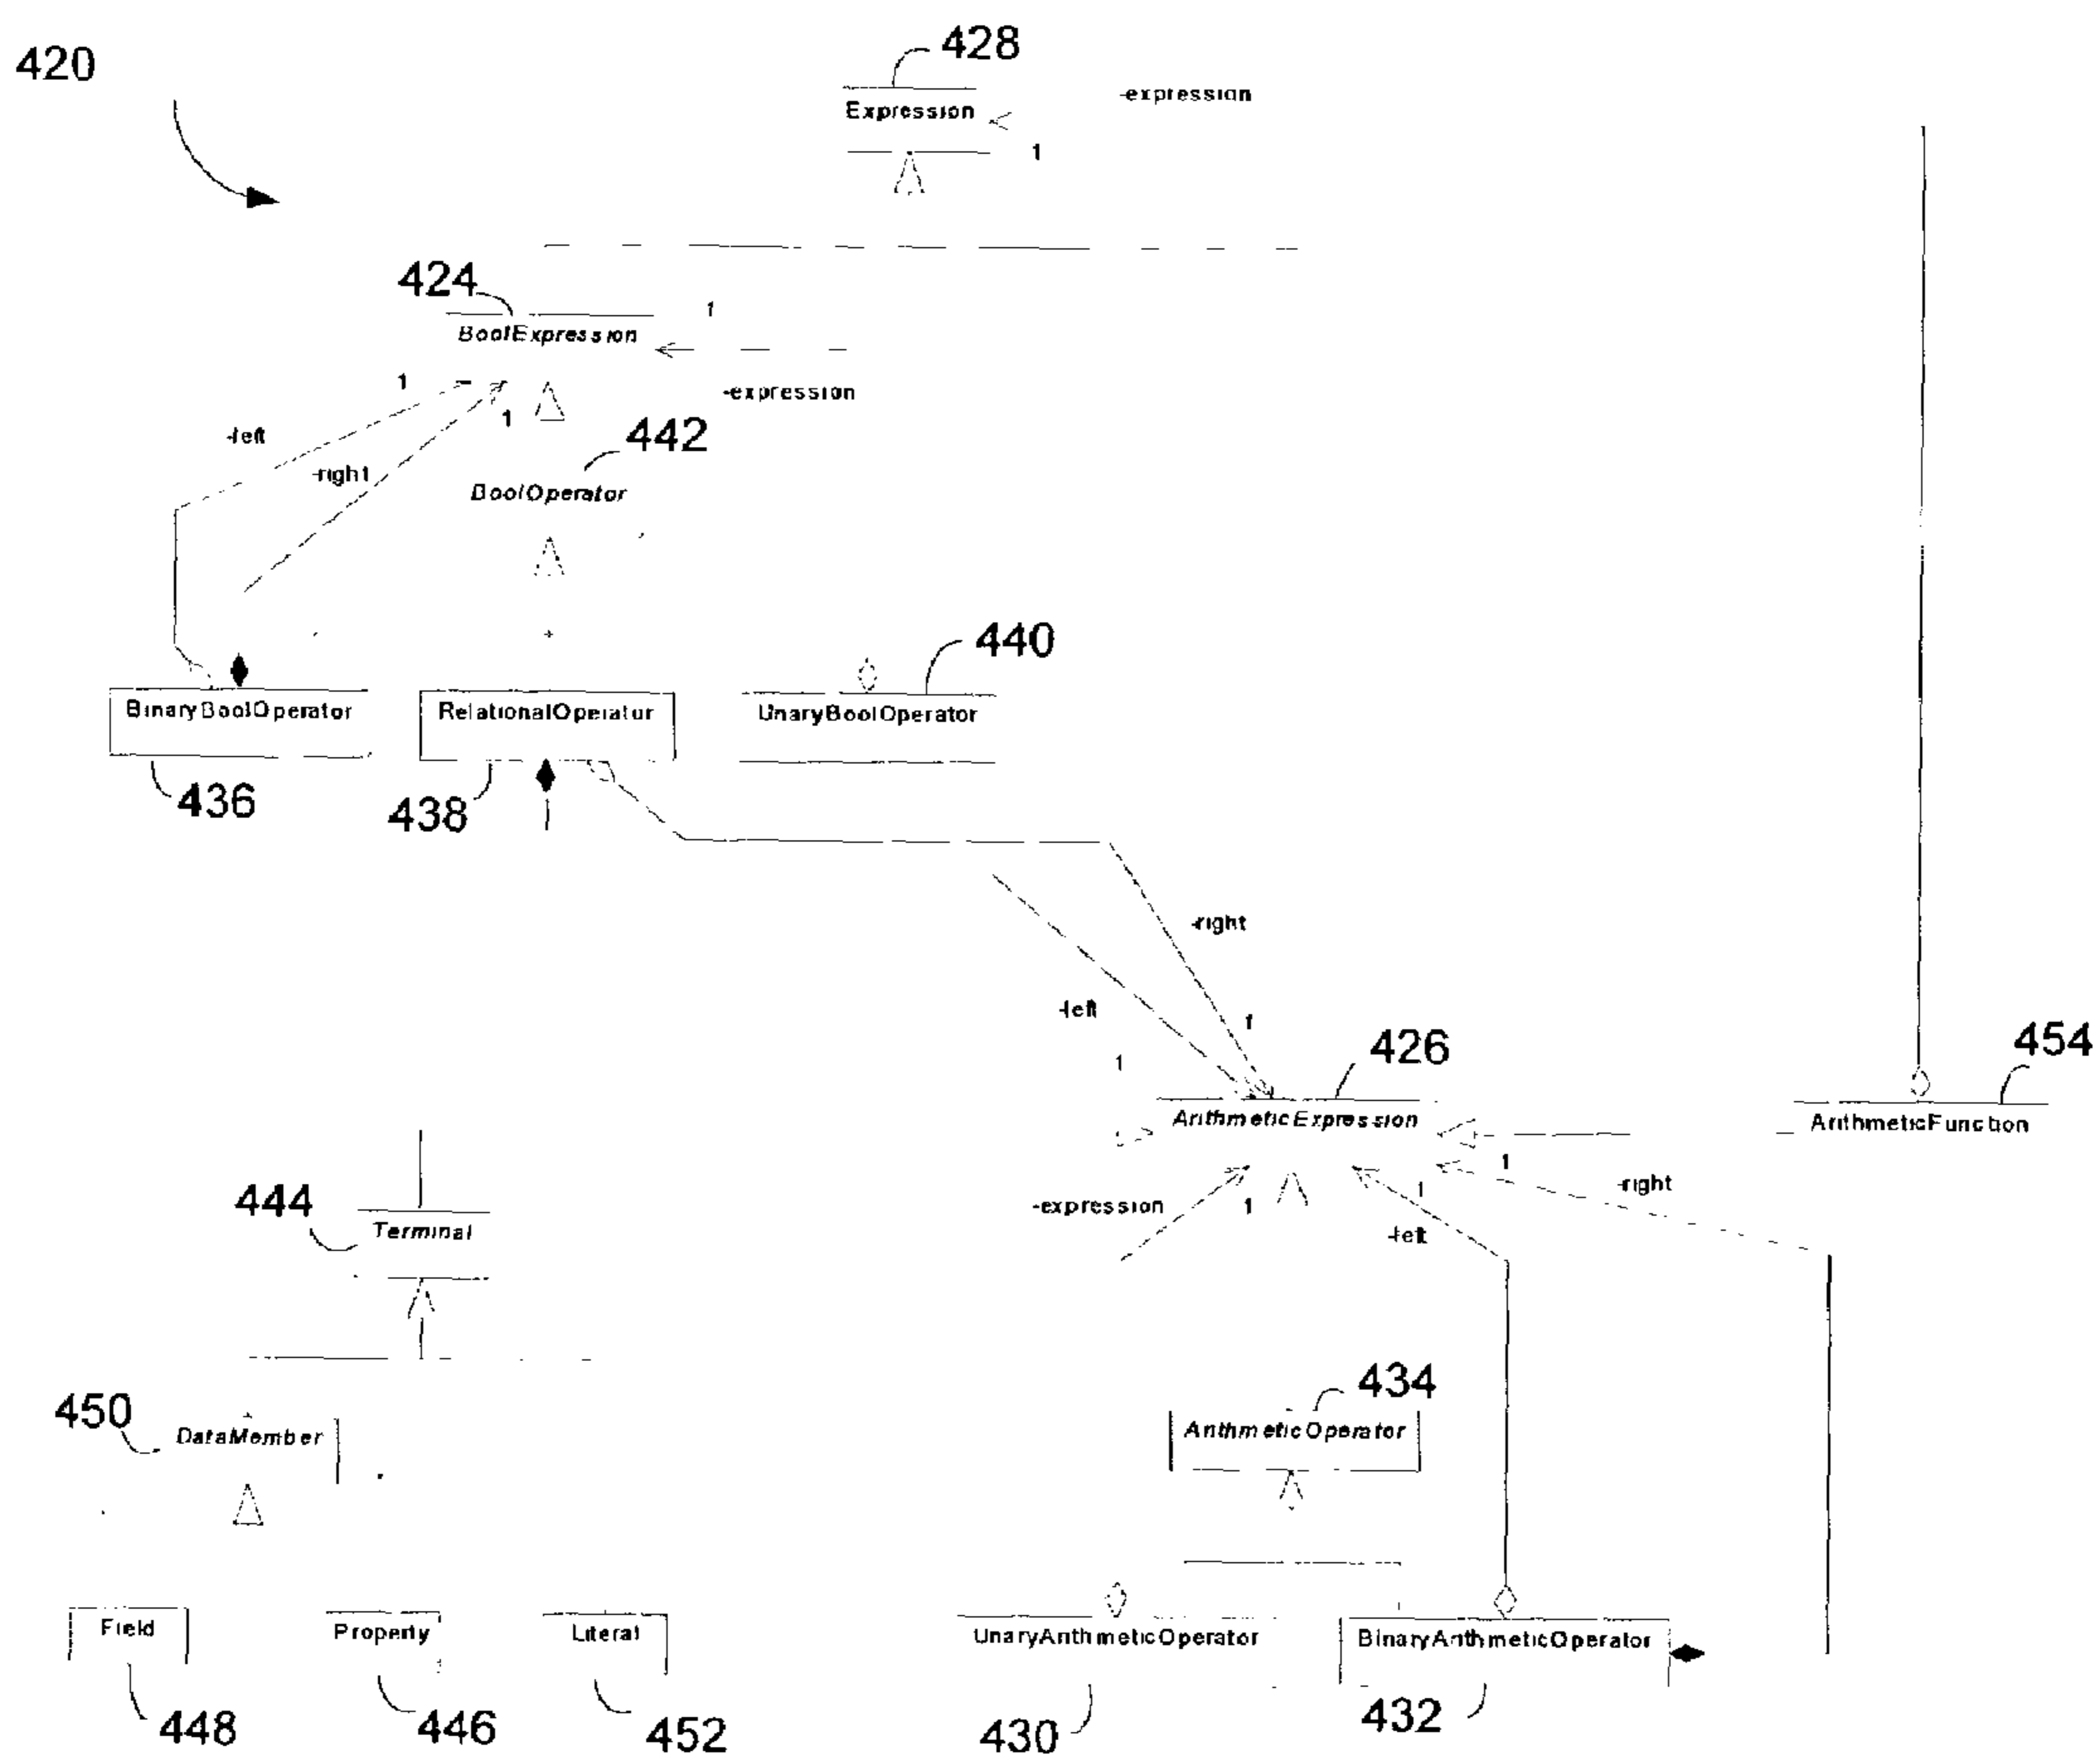 428
420
Expression
-expression
1
424
1
BoolExpression
1
-expression
1
-left
442
-right
BoolOperator
440
BinaryBoolOperator
RelationalOperator
UnaryBoolOperator
436
438
-right
-left
1
426
454
1
ArithmeticExpression
ArithmeticFunction
1
-right
444
-expression
1
1
Terminal
-left
434
450
DataMember
ArithmeticOperator
Field
Property
Literal
UnaryArithmeticOperator
BinaryArithmeticOperator
448
446
452
430
432